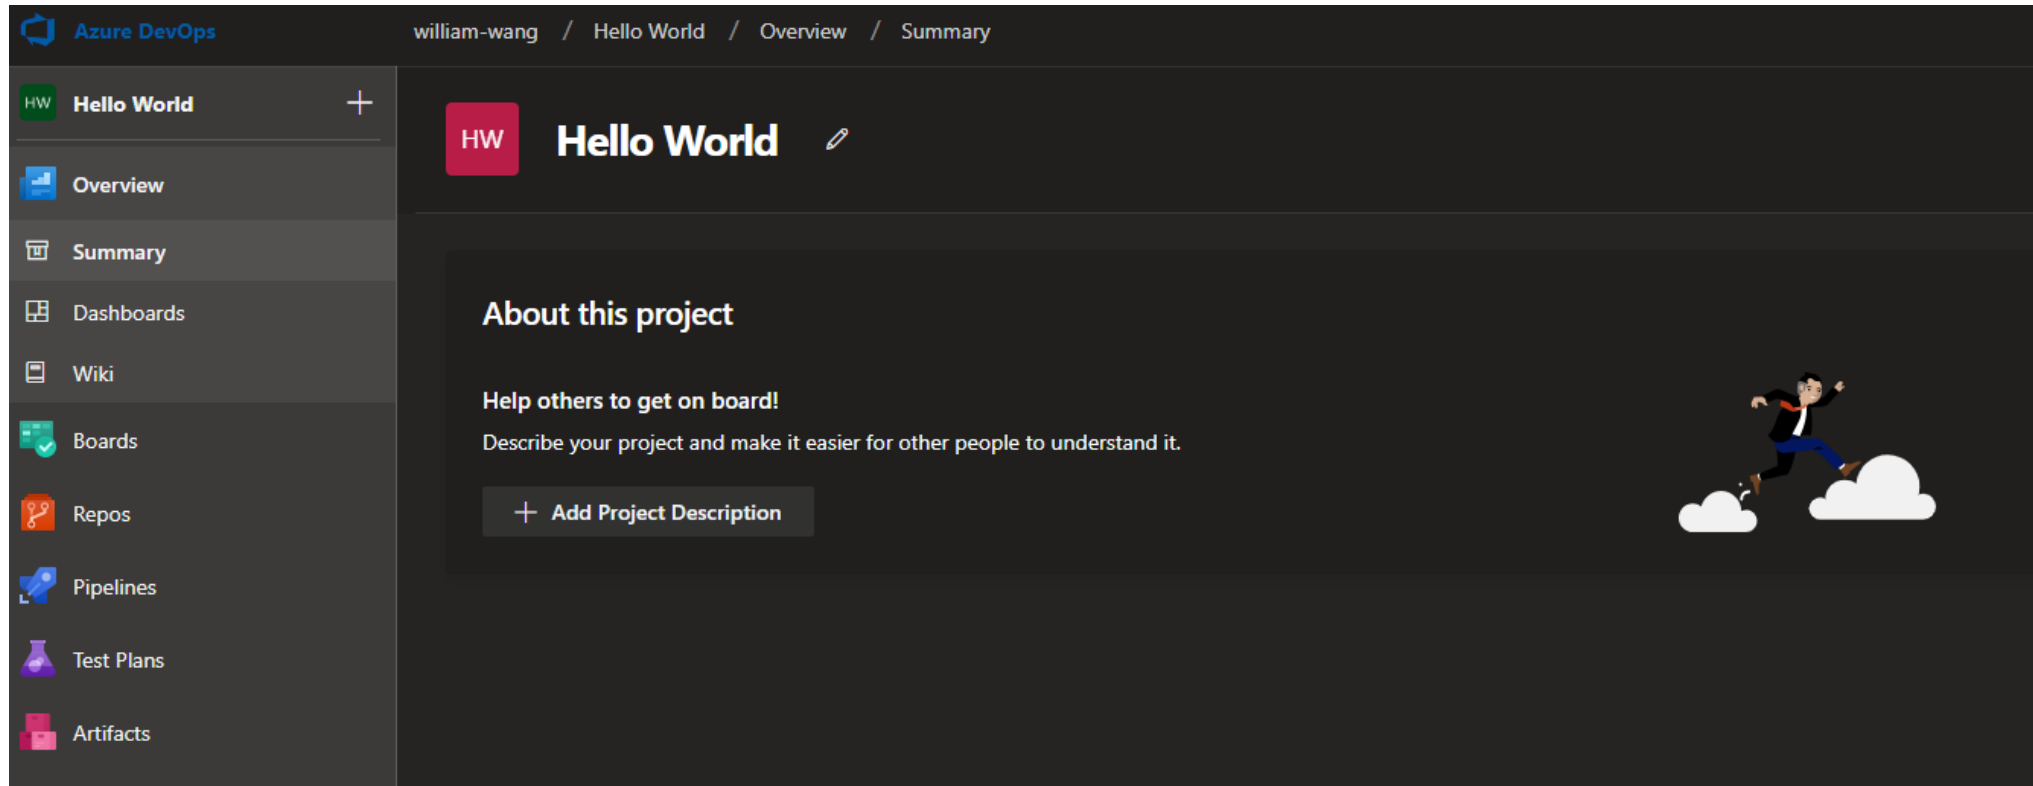 Azure DevOps
william-wang / Hello World / Overview / Summary
HW Hello World
HW Hello World
Overview
Summary
Dashboards
Wiki
Boards
Repos
Pipelines
Test Plans
Artifacts
About this project
Help others to get on board!
Describe your project and make it easier for other people to understand it.
+ Add Project Description